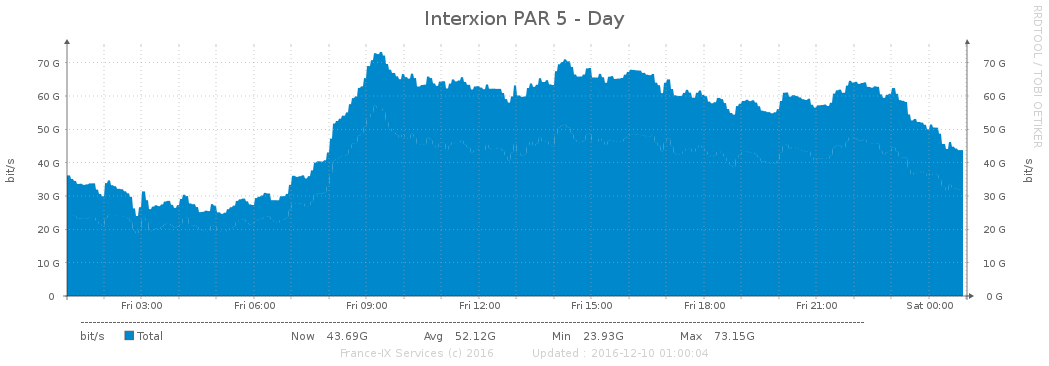 Interxion PAR 5 - Day
RRDTOOL / TOBI OETIKER
bit/s
70 G
60 G
50 G
40 G
30 G
20 G
10 G
0
70 G
60 G
50 G
40 G
30 G
20 G
10 G
0 G
bit/s
Fri 03:00 Fri 06:00 Fri 09:00 Fri 12:00 Fri 15:00 Fri 18:00 Fri 21:00 Sat 00:00
bit/s Total Now 43.69G Avg 52.12G Min 23.93G Max 73.15G
France-IX Services (c) 2016 Updated : 2016-12-10 01:00:04